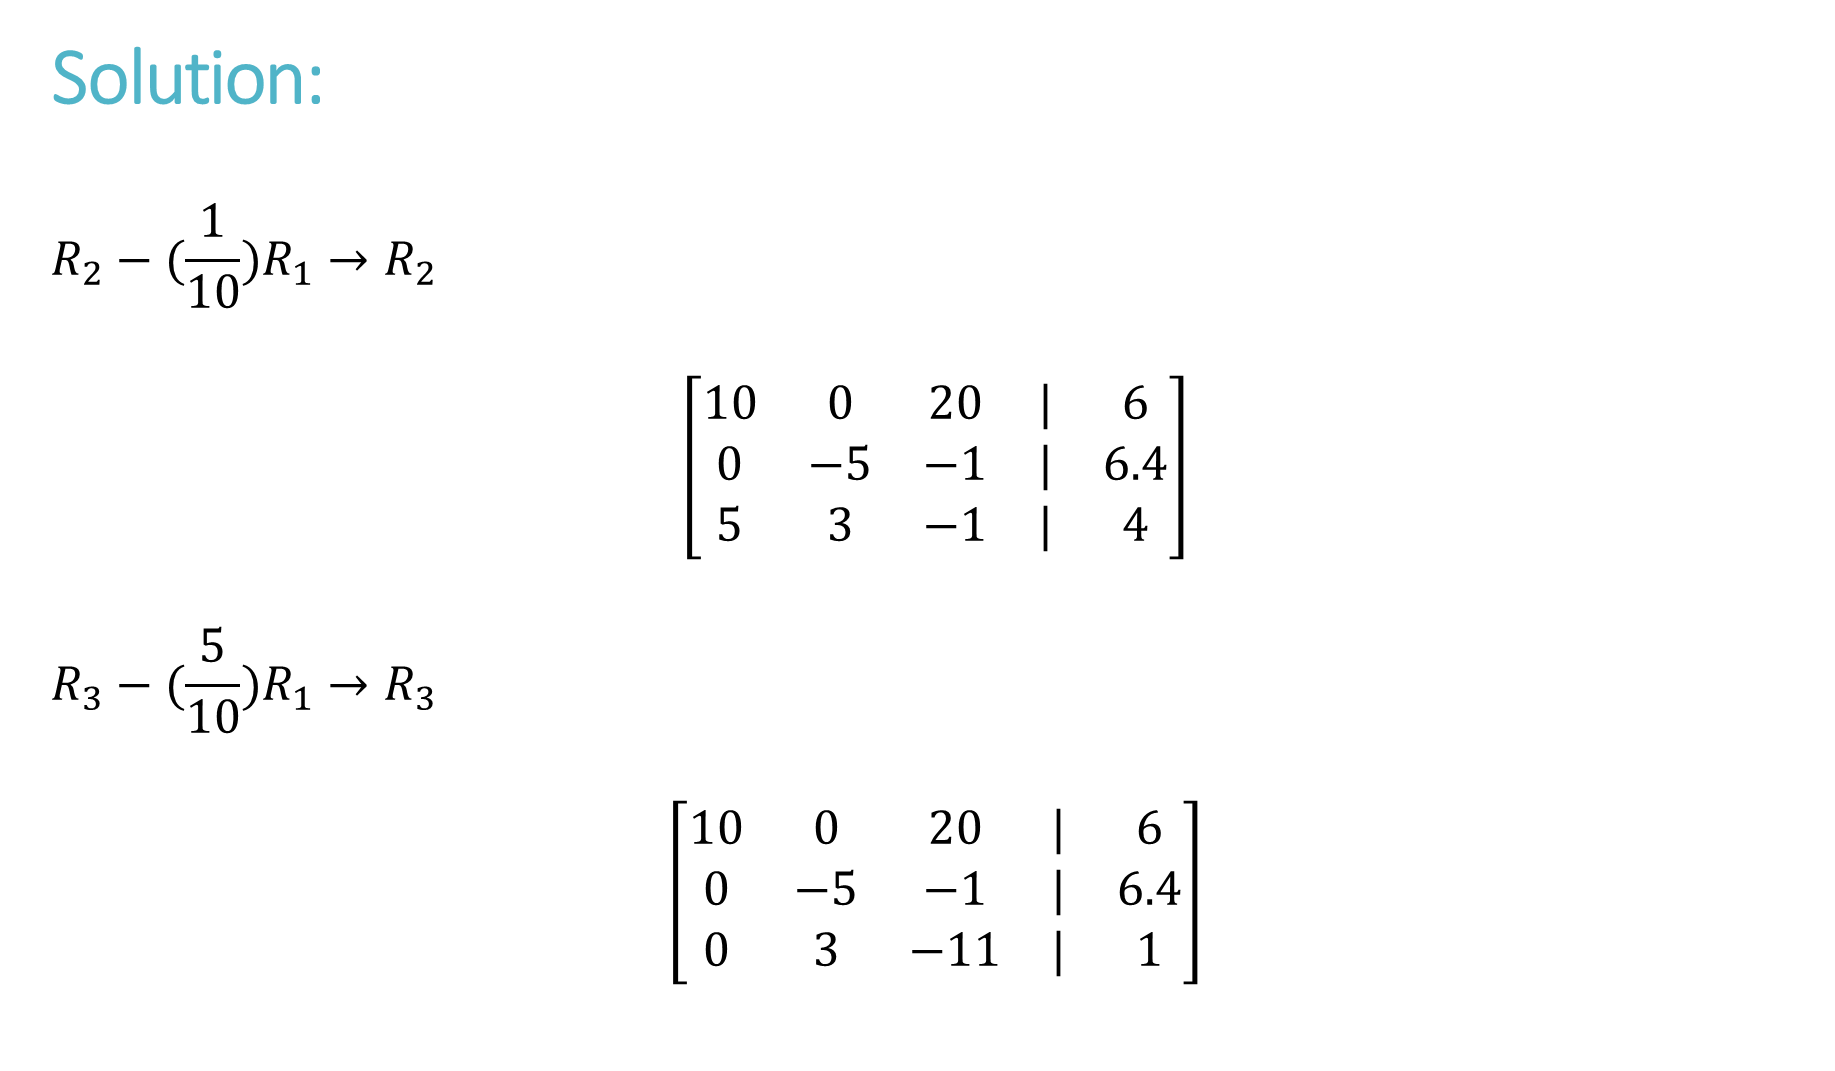 Solution:
R₂ − (1/10)R₁ → R₂
[10 0 20 | 6
0 −5 −1 | 6.4
5 3 −1 | 4]
R₃ − (5/10)R₁ → R₃
[10 0 20 | 6
0 −5 −1 | 6.4
0 3 −11 | 1]